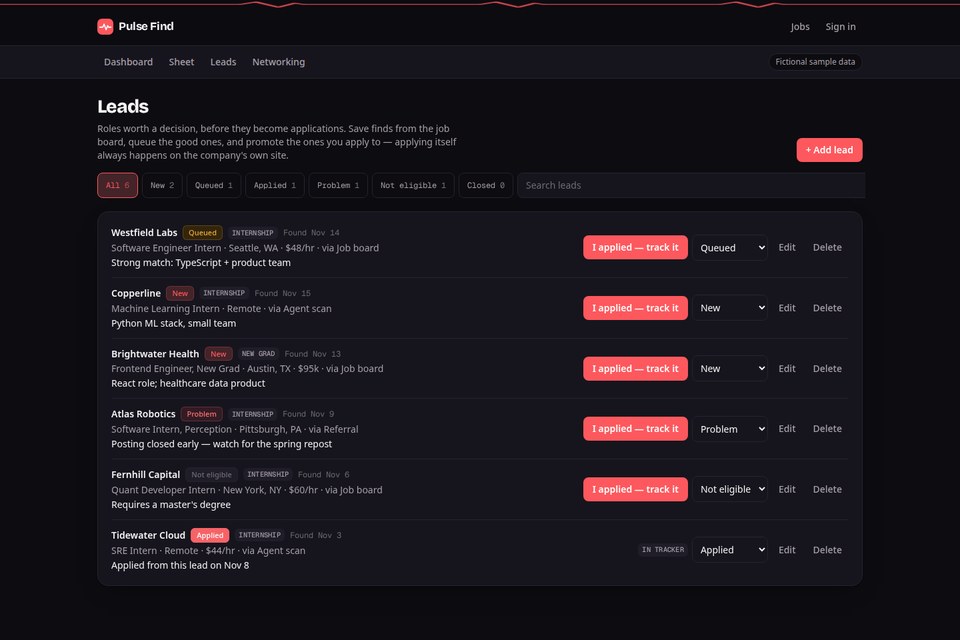 Pulse Find
Jobs Sign in
Dashboard Sheet Leads Networking Fictional sample data
Leads
Roles worth a decision, before they become applications. Save finds from the job
board, queue the good ones, and promote the ones you apply to — applying itself
always happens on the company's own site.
+ Add lead
All 6 New 2 Queued 1 Applied 1 Problem 1 Not eligible 1 Closed 0 Search leads
Westfield Labs Queued INTERNSHIP Found Nov 14
Software Engineer Intern · Seattle, WA · $48/hr · via Job board
Strong match: TypeScript + product team
I applied — track it Queued Edit Delete
Copperline New INTERNSHIP Found Nov 15
Machine Learning Intern · Remote · via Agent scan
Python ML stack, small team
I applied — track it New Edit Delete
Brightwater Health New NEW GRAD Found Nov 13
Frontend Engineer, New Grad · Austin, TX · $95k · via Job board
React role; healthcare data product
I applied — track it New Edit Delete
Atlas Robotics Problem INTERNSHIP Found Nov 9
Software Intern, Perception · Pittsburgh, PA · via Referral
Posting closed early — watch for the spring repost
I applied — track it Problem Edit Delete
Fernhill Capital Not eligible INTERNSHIP Found Nov 6
Quant Developer Intern · New York, NY · $60/hr · via Job board
Requires a master's degree
I applied — track it Not eligible Edit Delete
Tidewater Cloud Applied INTERNSHIP Found Nov 3
SRE Intern · Remote · $44/hr · via Agent scan
Applied from this lead on Nov 8
IN TRACKER Applied Edit Delete